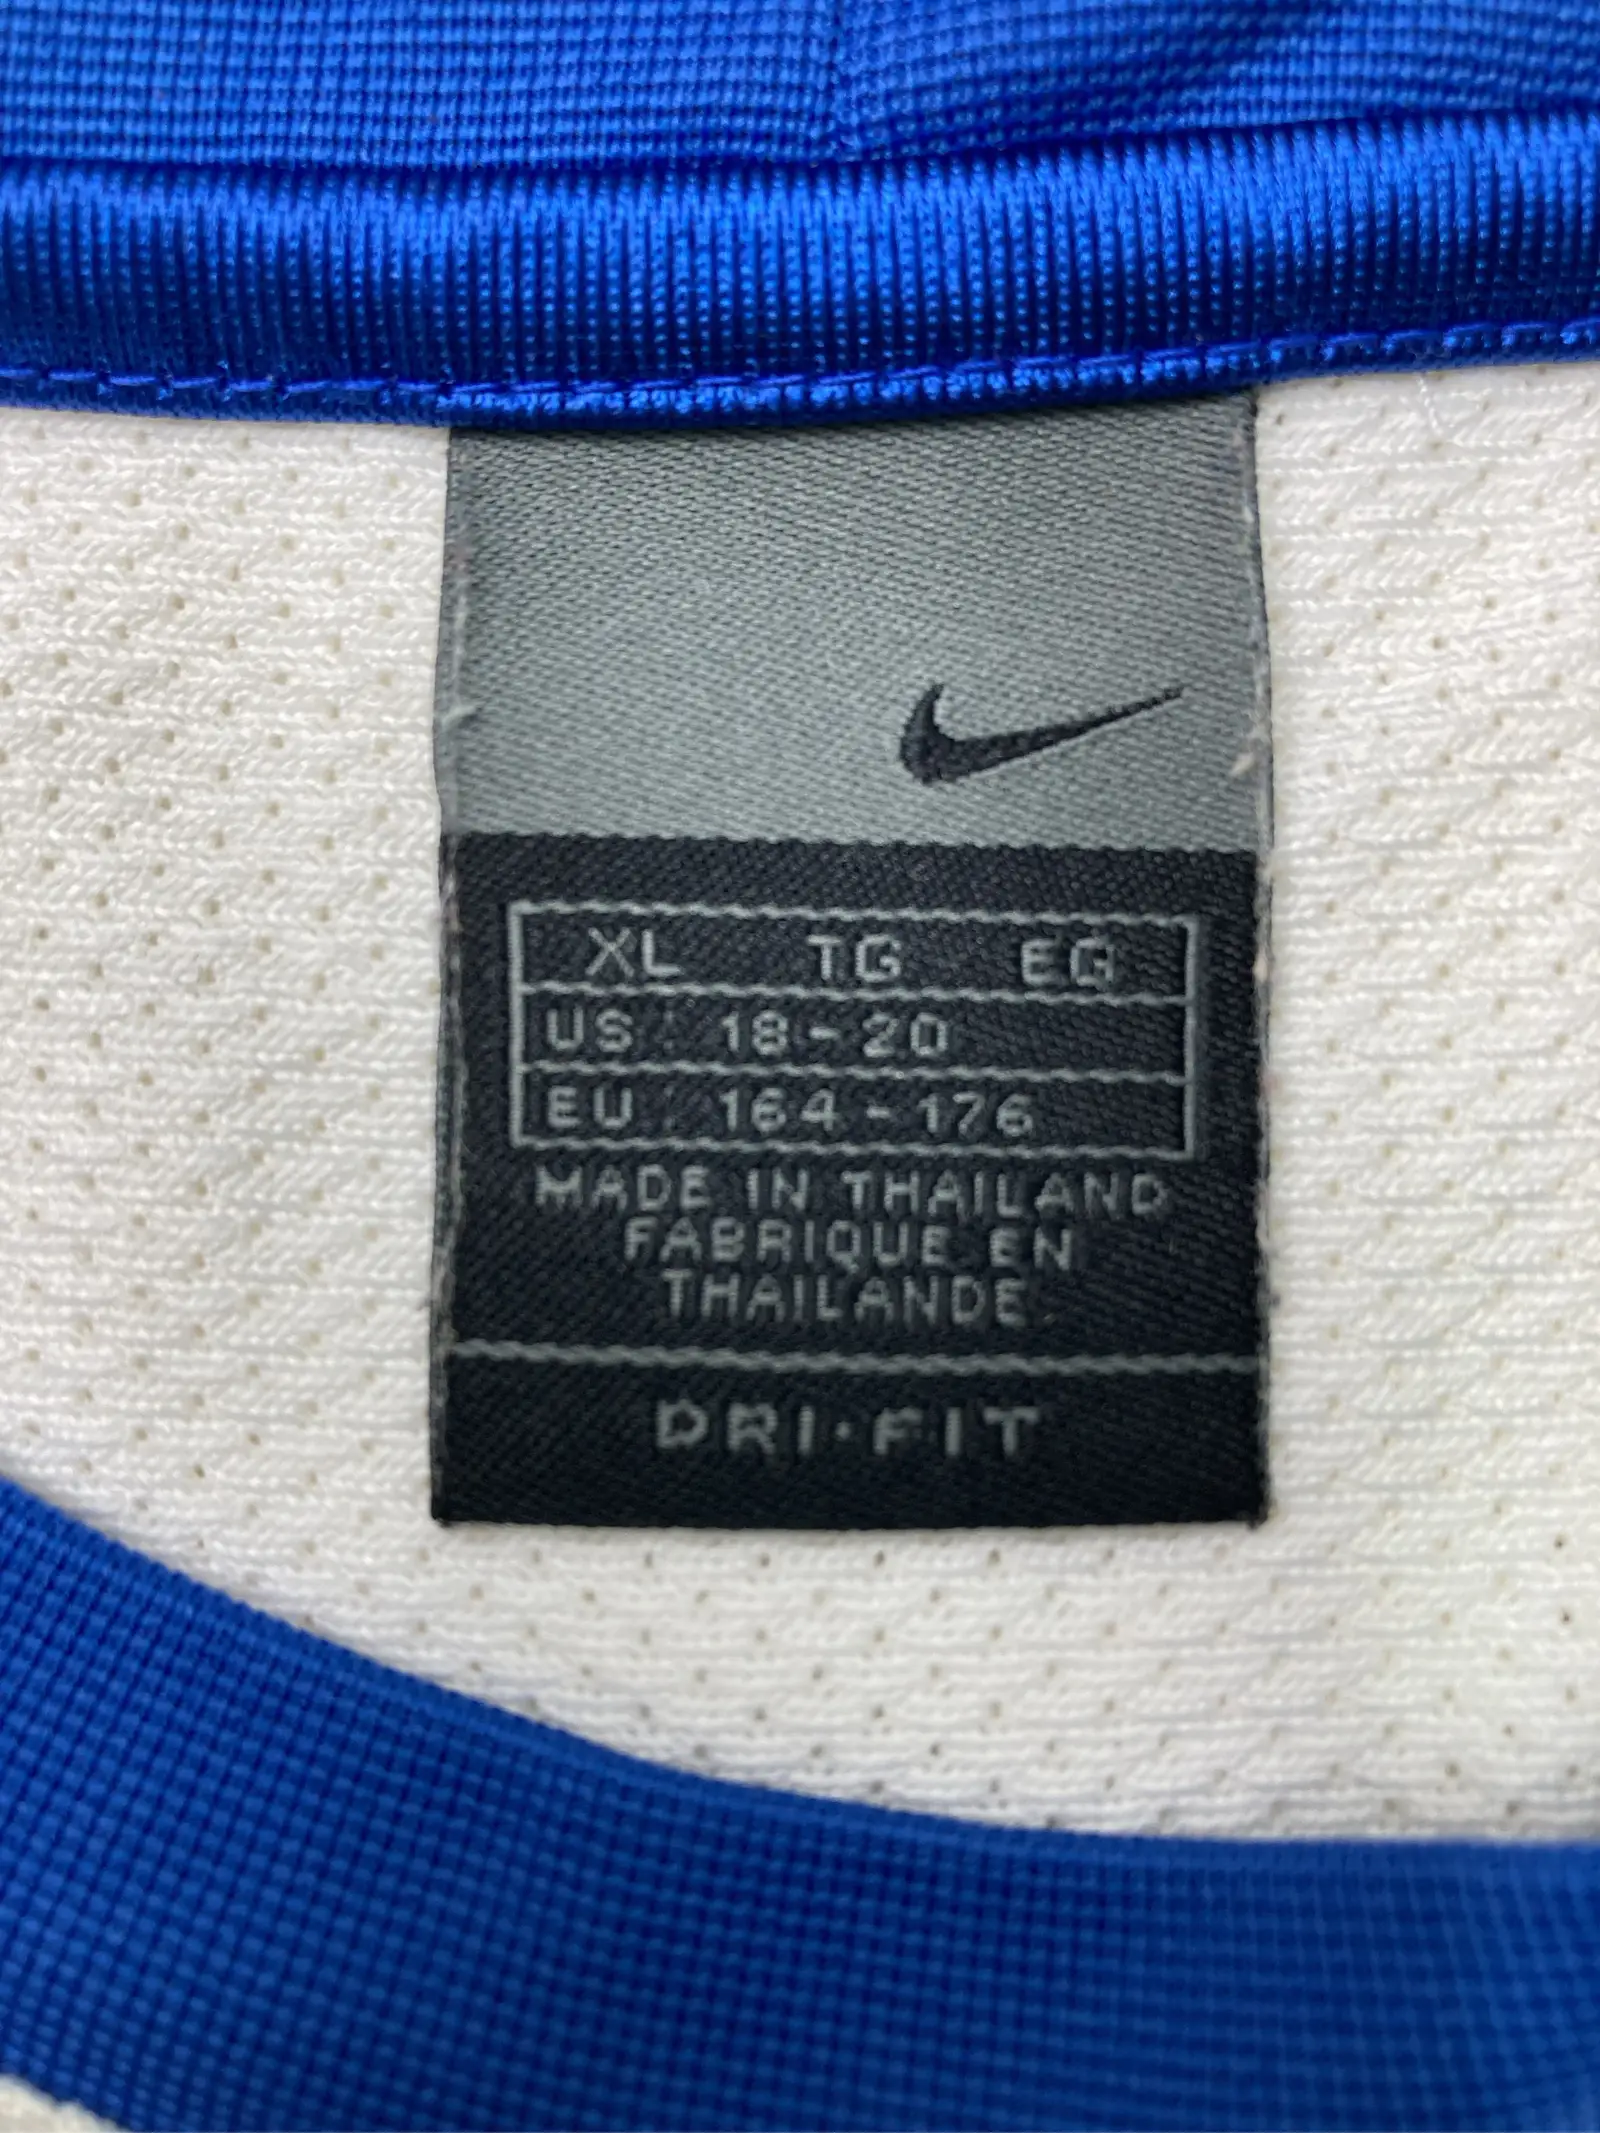 XL TG EG
US : 18-20
EU : 164-176
MADE IN THAILAND
FABRIQUE EN
THAILANDE
DRI·FIT